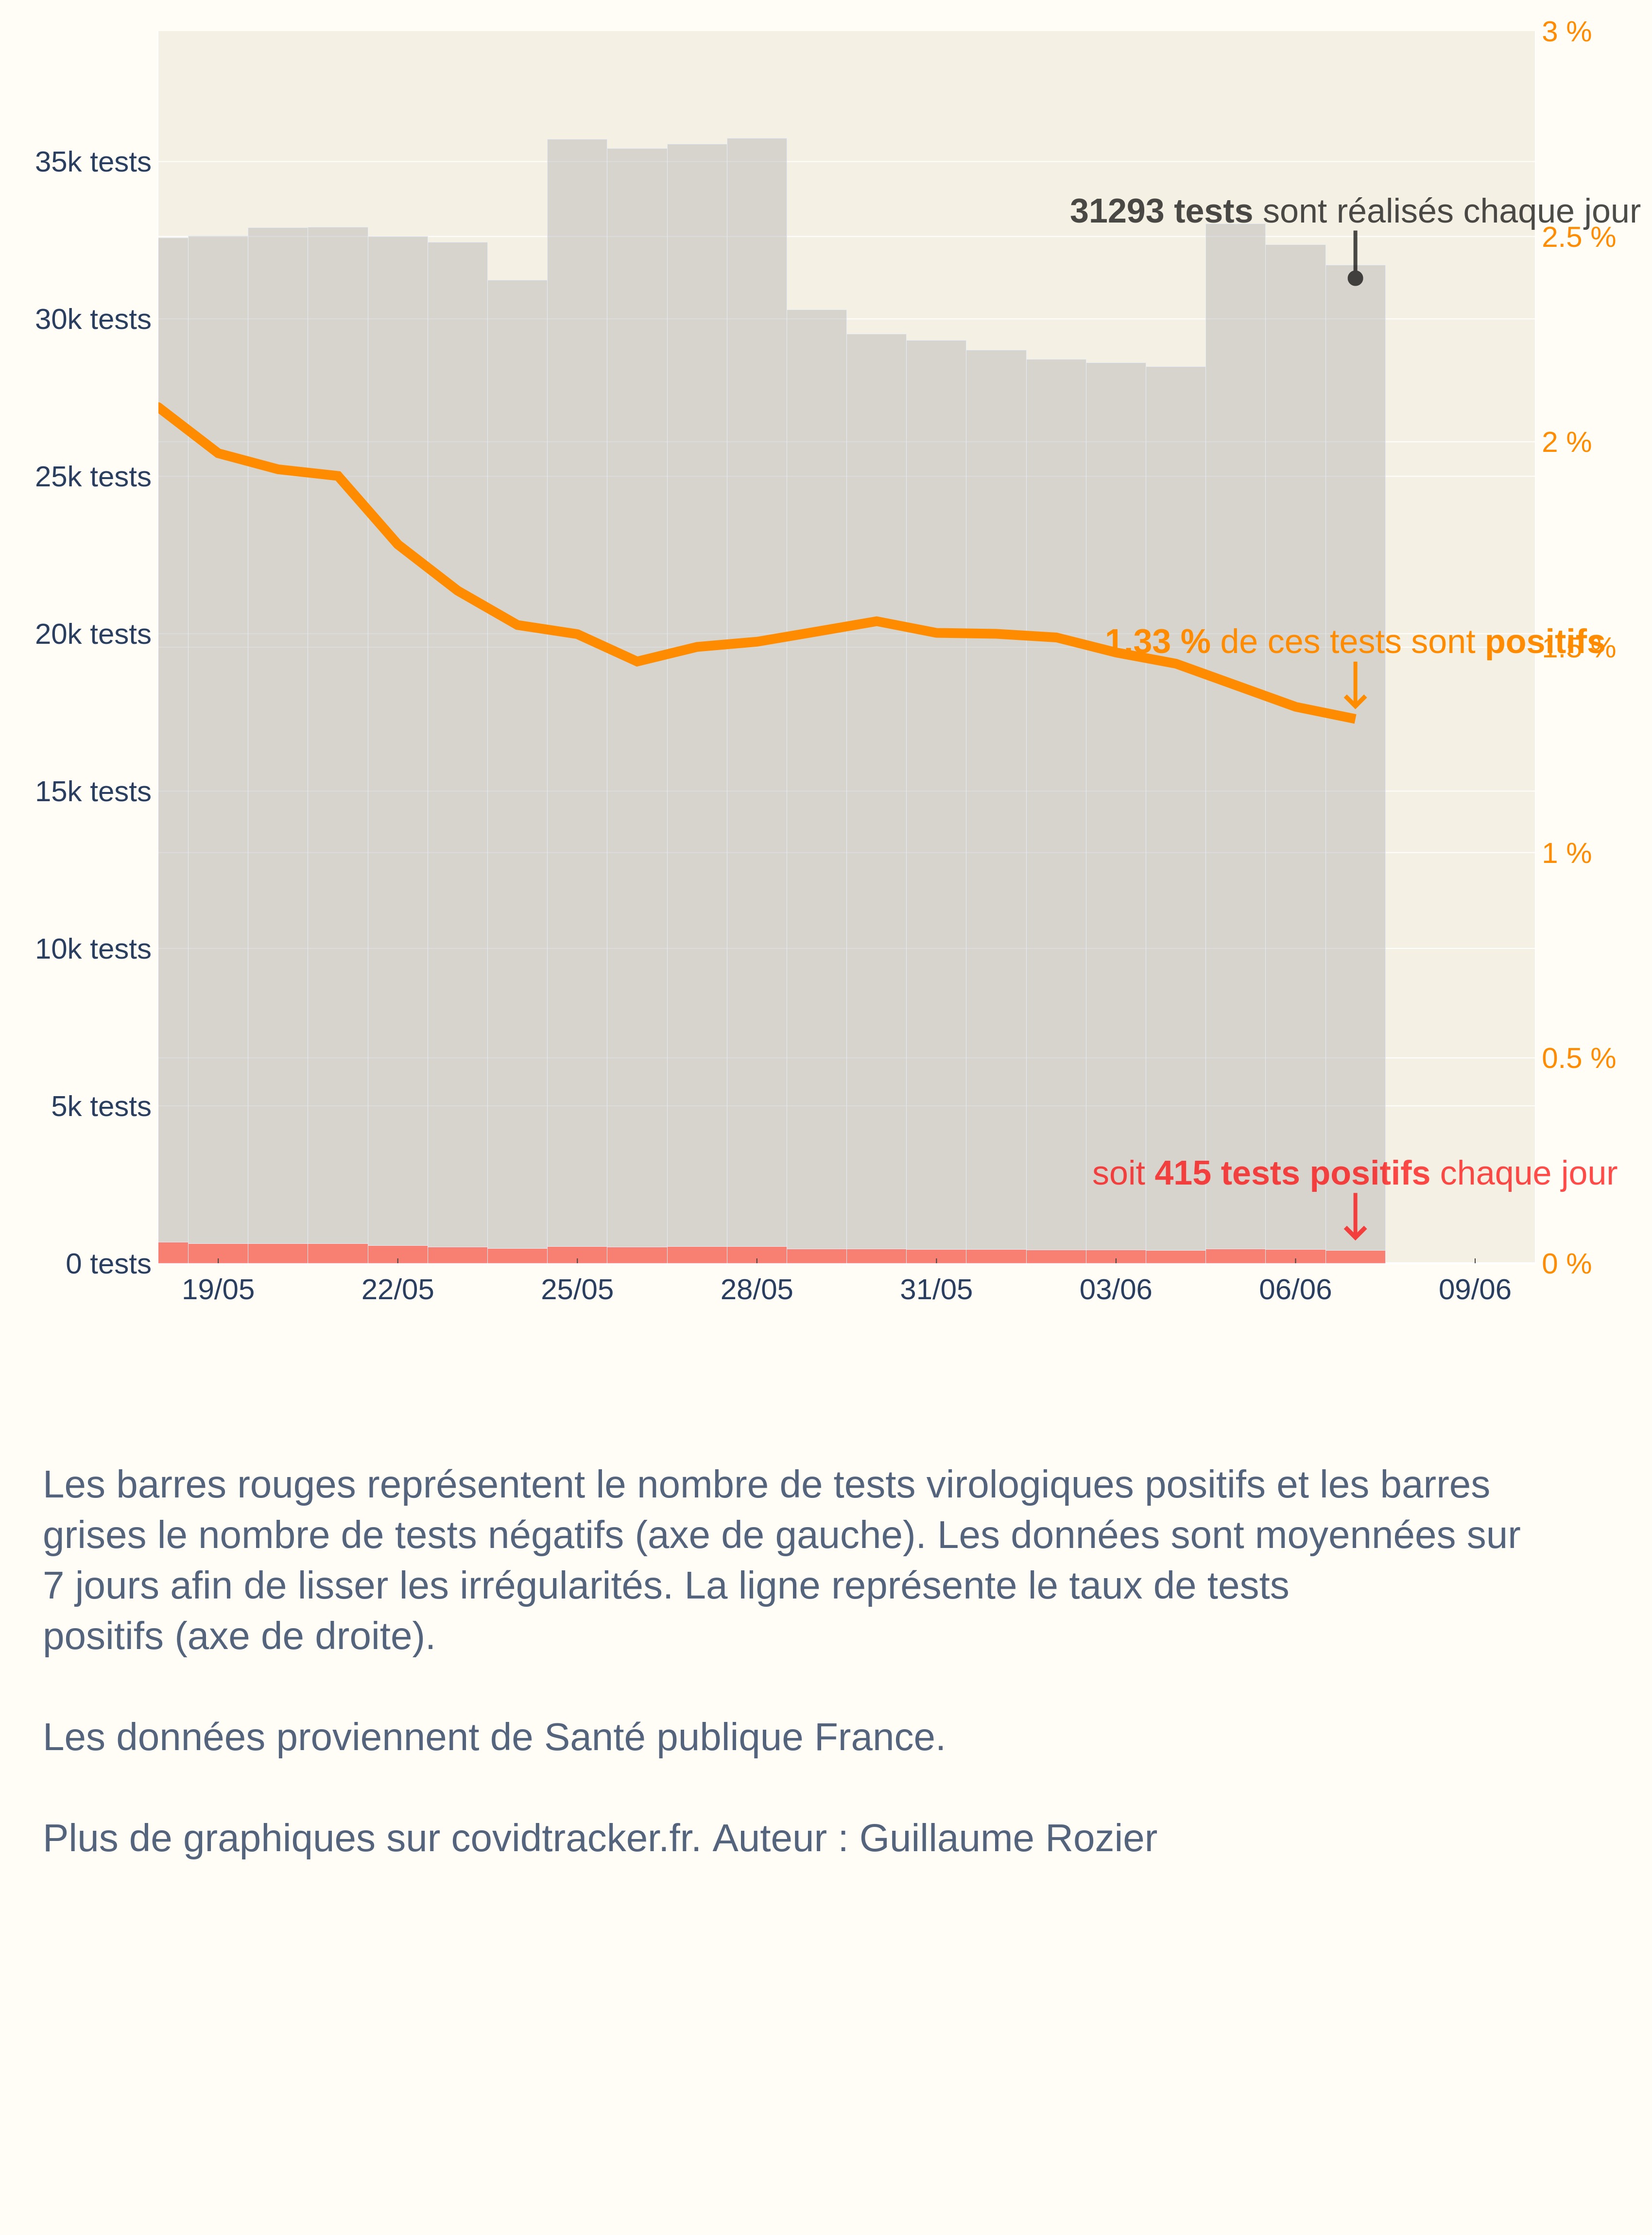 3 %
35k tests
31293 tests sont réalisés chaque jour
2.5 %
30k tests
2 %
25k tests
20k tests
1.33 % de ces tests sont positifs
1.5 %
15k tests
1 %
10k tests
0.5 %
5k tests
soit 415 tests positifs chaque jour
0 tests
0 %
19/05 22/05 25/05 28/05 31/05 03/06 06/06 09/06
Les barres rouges représentent le nombre de tests virologiques positifs et les barres
grises le nombre de tests négatifs (axe de gauche). Les données sont moyennées sur
7 jours afin de lisser les irrégularités. La ligne représente le taux de tests
positifs (axe de droite).
Les données proviennent de Santé publique France.
Plus de graphiques sur covidtracker.fr. Auteur : Guillaume Rozier